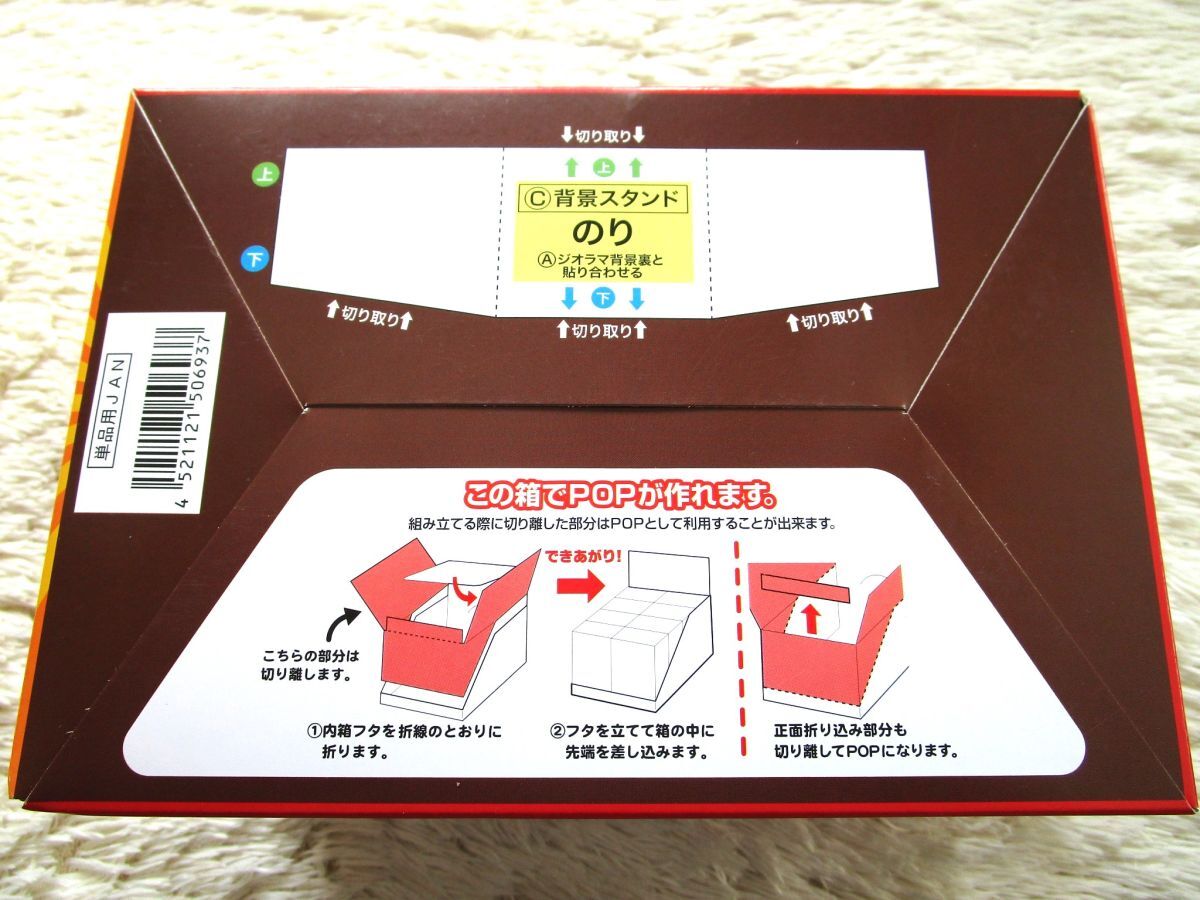 切り取り
上
上
Ⓒ背景スタンド
のり
Ⓐジオラマ背景裏と
貼り合わせる
下
下
切り取り
切り取り
切り取り
単品用JAN
4 521121 506937
この箱でPOPが作れます。
組み立てる際に切り離した部分はPOPとして利用することが出来ます。
できあがり!
こちらの部分は
切り離します。
①内箱フタを折線のとおりに
折ります。
②フタを立てて箱の中に
先端を差し込みます。
正面折り込み部分も
切り離してPOPになります。